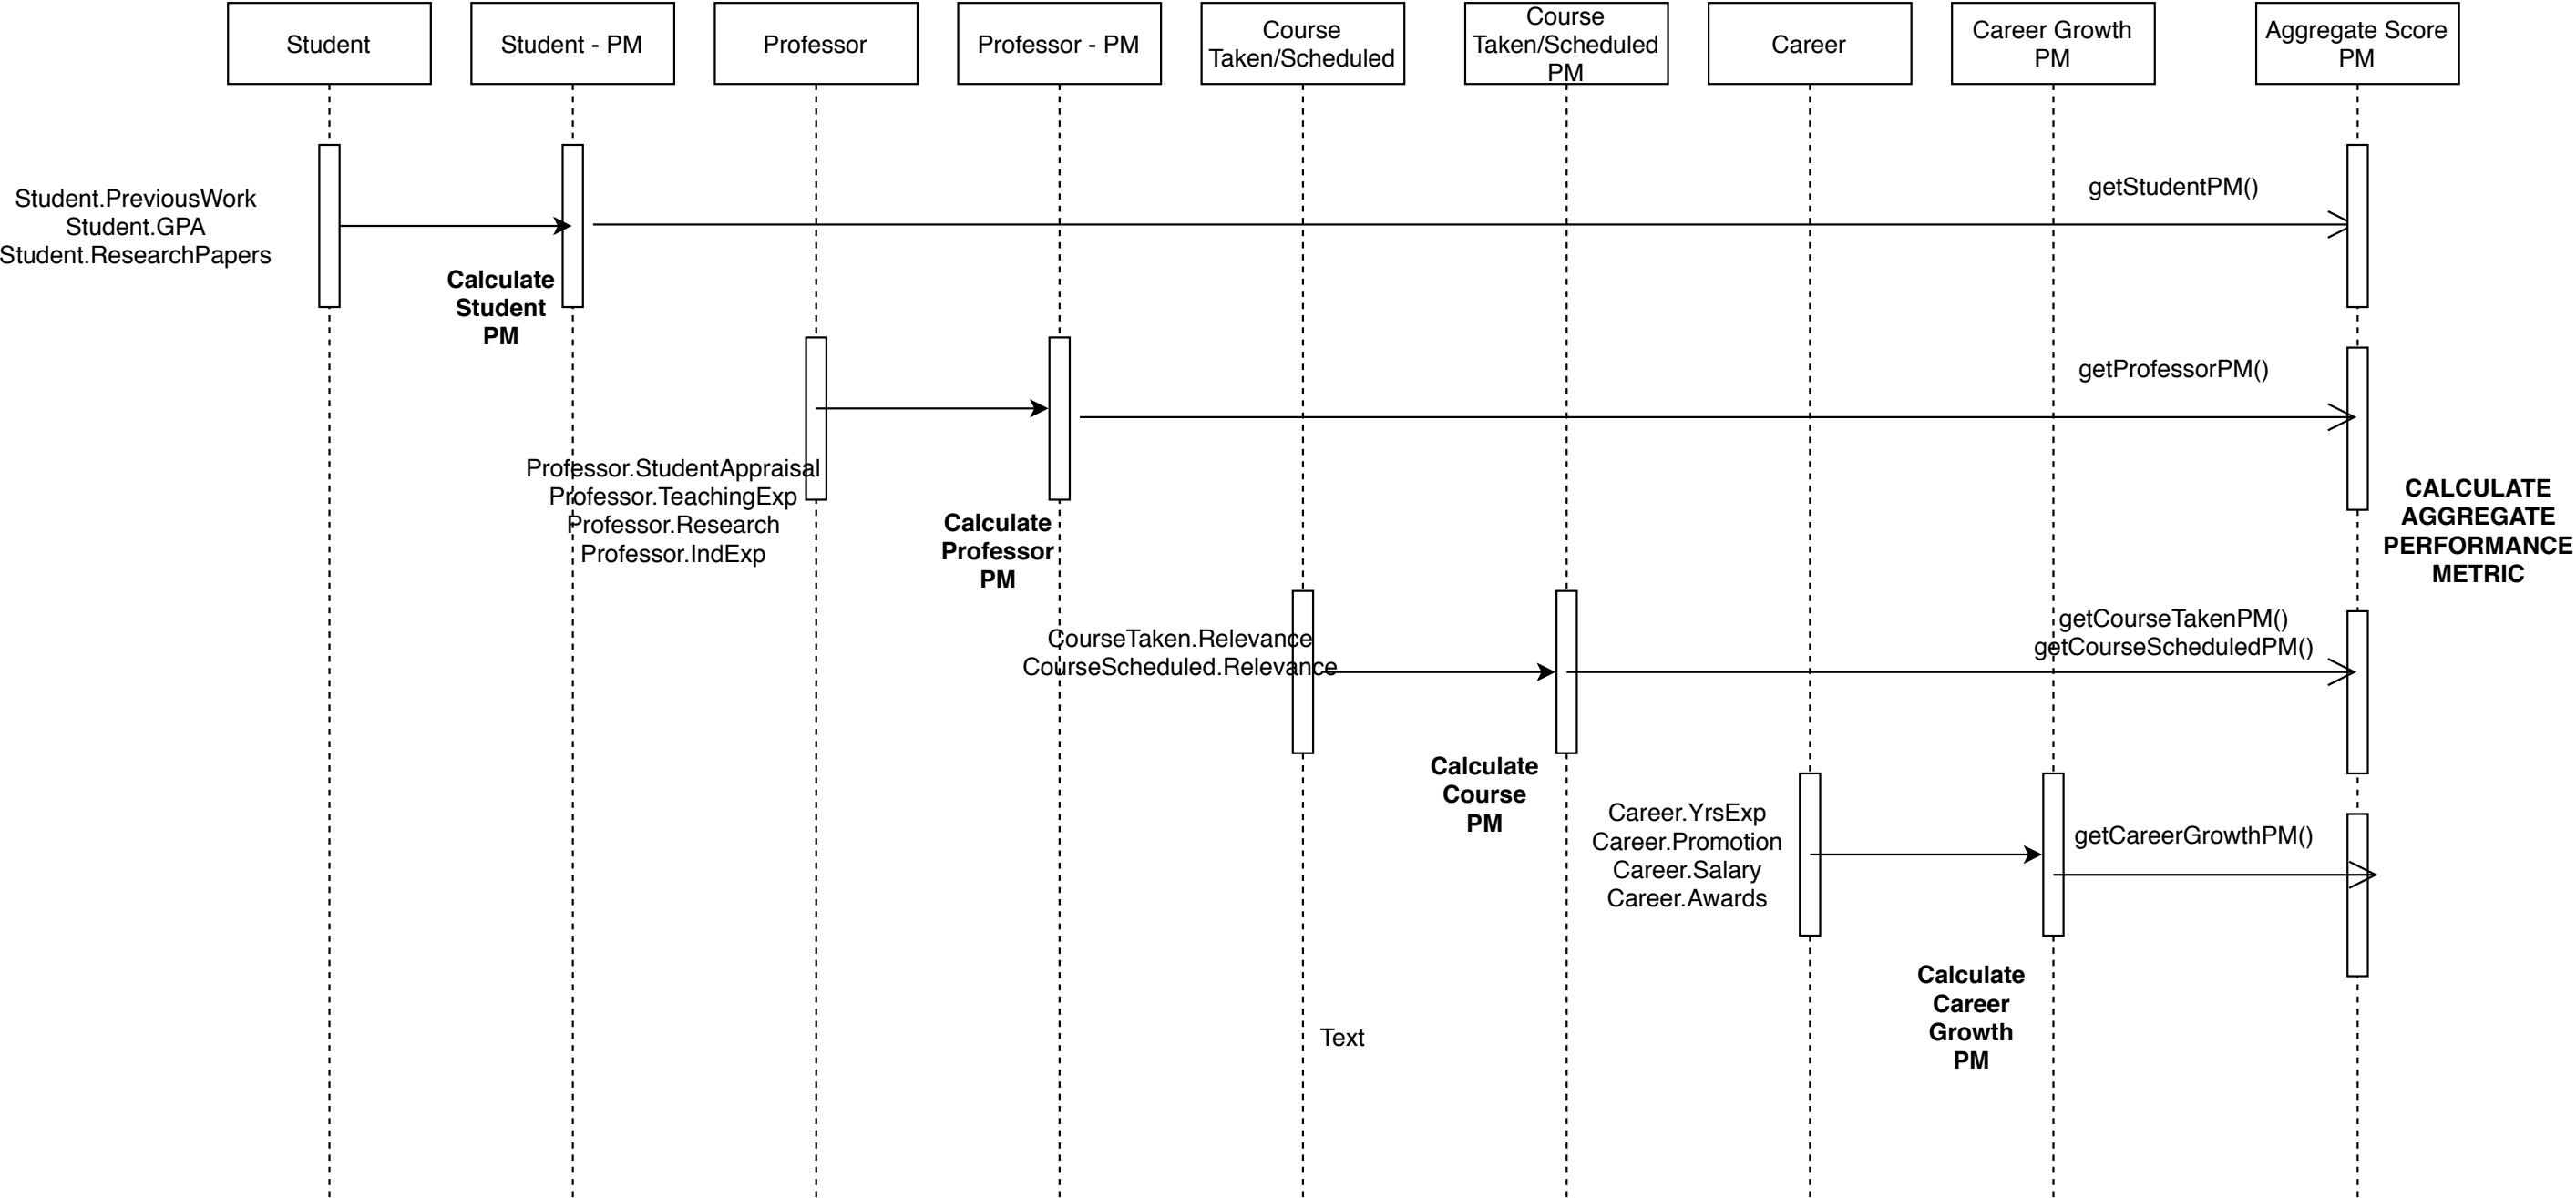 Student
Student - PM
Professor
Professor - PM
Course
Taken/Scheduled
Course
Taken/Scheduled
PM
Career
Career Growth
PM
Aggregate Score
PM
Student.PreviousWork
Student.GPA
Student.ResearchPapers
Calculate
Student
PM
getStudentPM()
Professor.StudentAppraisal
Professor.TeachingExp
Professor.Research
Professor.IndExp
Calculate
Professor
PM
getProfessorPM()
CALCULATE
AGGREGATE
PERFORMANCE
METRIC
CourseTaken.Relevance
CourseScheduled.Relevance
Calculate
Course
PM
getCourseTakenPM()
getCourseScheduledPM()
Career.YrsExp
Career.Promotion
Career.Salary
Career.Awards
getCareerGrowthPM()
Calculate
Career
Growth
PM
Text